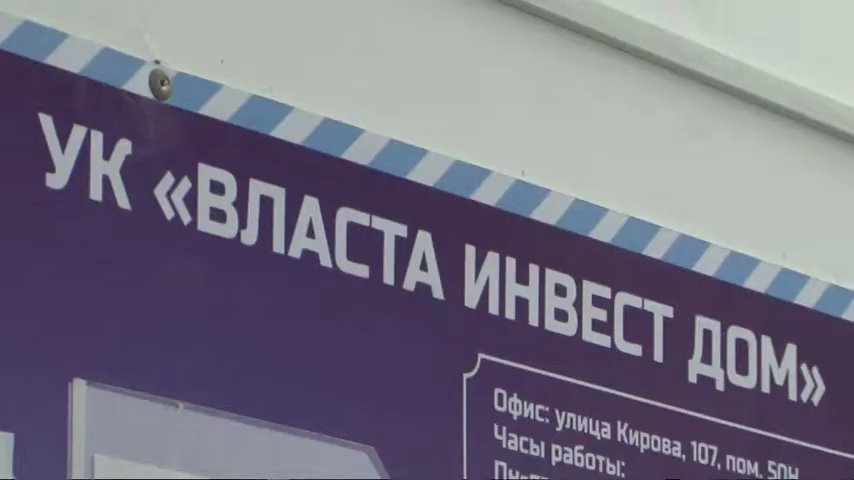 УК «ВЛАСТА ИНВЕСТ ДОМ»
Офис: улица Кирова, 107, пом. 50Н
Часы работы: